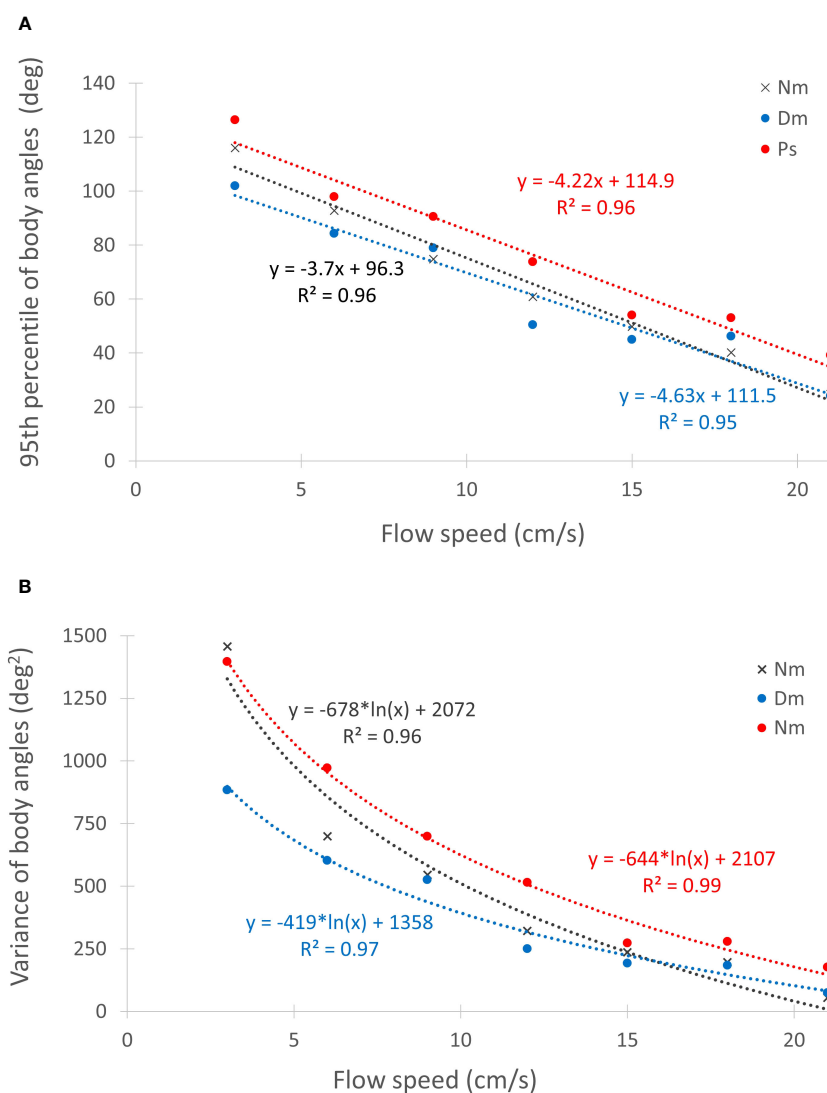 A
95th percentile of body angles (deg)
140
120
100
80
60
40
20
0
× Nm
Dm
Ps
y = -4.22x + 114.9
R² = 0.96
y = -3.7x + 96.3
R² = 0.96
y = -4.63x + 111.5
R² = 0.95
0 5 10 15 20
Flow speed (cm/s)
B
Variance of body angles (deg²)
1500
1250
1000
750
500
250
0
× Nm
Dm
Nm
y = -678*ln(x) + 2072
R² = 0.96
y = -644*ln(x) + 2107
R² = 0.99
y = -419*ln(x) + 1358
R² = 0.97
0 5 10 15 20
Flow speed (cm/s)